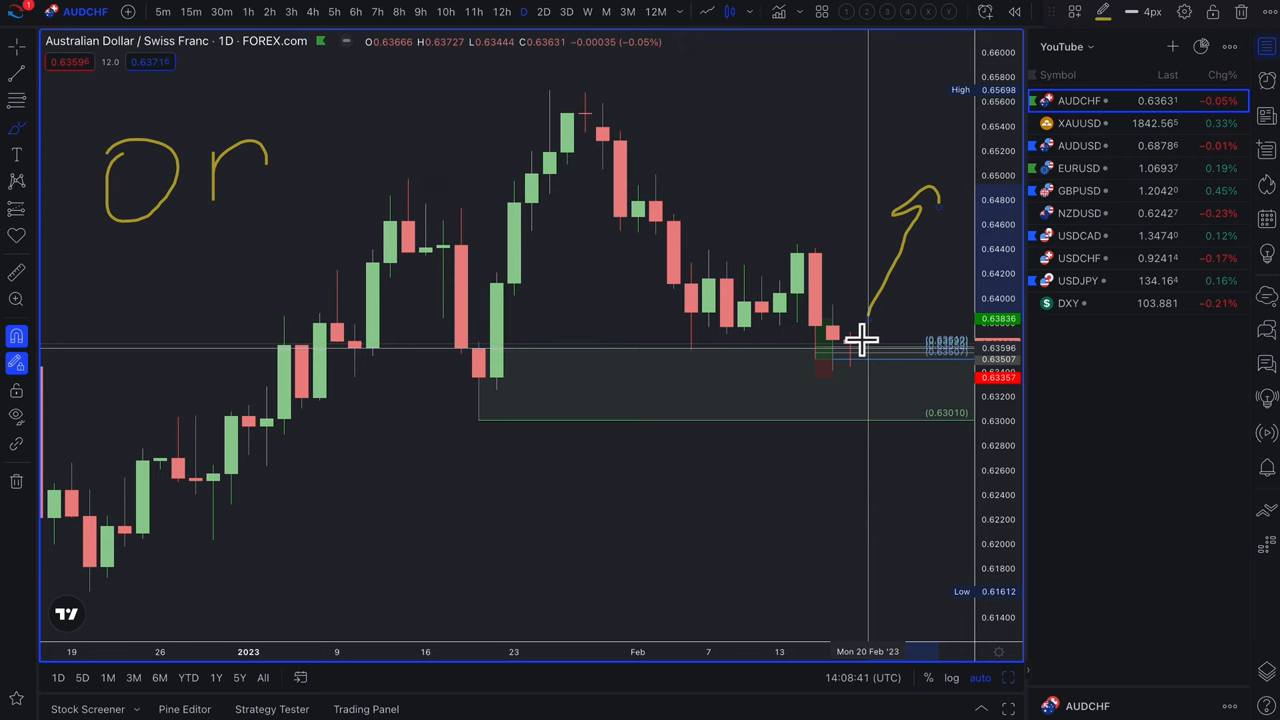 AUDCHF 5m 15m 30m 1h 2h 3h 4h 5h 6h 7h 8h 9h 10h 11h 12h D 2D 3D W M 3M 12M 1 2 3 4 X Y 4px
Australian Dollar / Swiss Franc · 1D · FOREX.com O0.63666 H0.63727 L0.63444 C0.63631 −0.00035 (−0.05%)
0.63596 12.0 0.63716
or
0.66000
0.65800
High 0.65698
0.65600
0.65400
0.65200
0.65000
0.64800
0.64600
0.64400
0.64200
0.64000
0.63836
0.63596
(0.63507) 0.63507
0.63357
0.63200
(0.63010) 0.63000
0.62800
0.62600
0.62400
0.62200
0.62000
0.61800
Low 0.61612
0.61400
19 26 2023 9 16 23 Feb 7 13 Mon 20 Feb '23
1D 5D 1M 3M 6M YTD 1Y 5Y All 14:08:41 (UTC) % log auto
Stock Screener Pine Editor Strategy Tester Trading Panel
YouTube
Symbol Last Chg%
AUDCHF 0.63631 −0.05%
XAUUSD 1842.565 0.33%
AUDUSD 0.68786 −0.01%
EURUSD 1.06937 0.19%
GBPUSD 1.20420 0.45%
NZDUSD 0.62427 −0.23%
USDCAD 1.34740 0.12%
USDCHF 0.92414 −0.17%
USDJPY 134.164 0.16%
DXY 103.881 −0.21%
AUDCHF